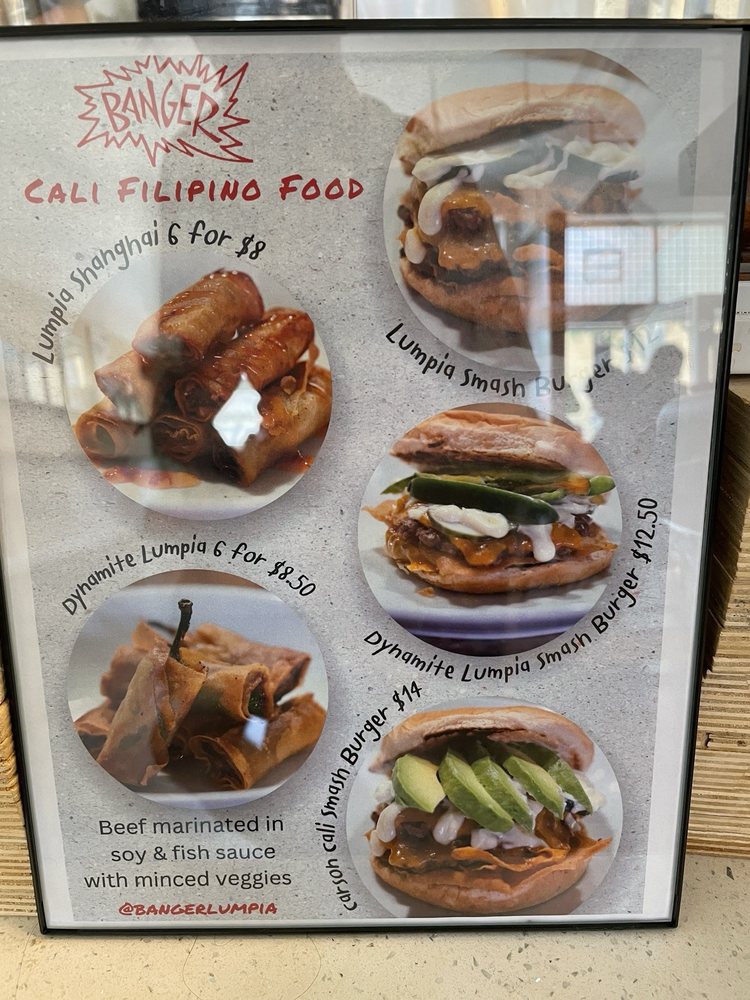 BANGER
CALI FILIPINO FOOD
Lumpia Shanghai 6 for $8
Lumpia Smash Burger
Dynamite Lumpia 6 for $8.50
Dynamite Lumpia Smash Burger $12.50
carson cali Smash Burger $14
Beef marinated in
soy & fish sauce
with minced veggies
@BANGERLUMPIA